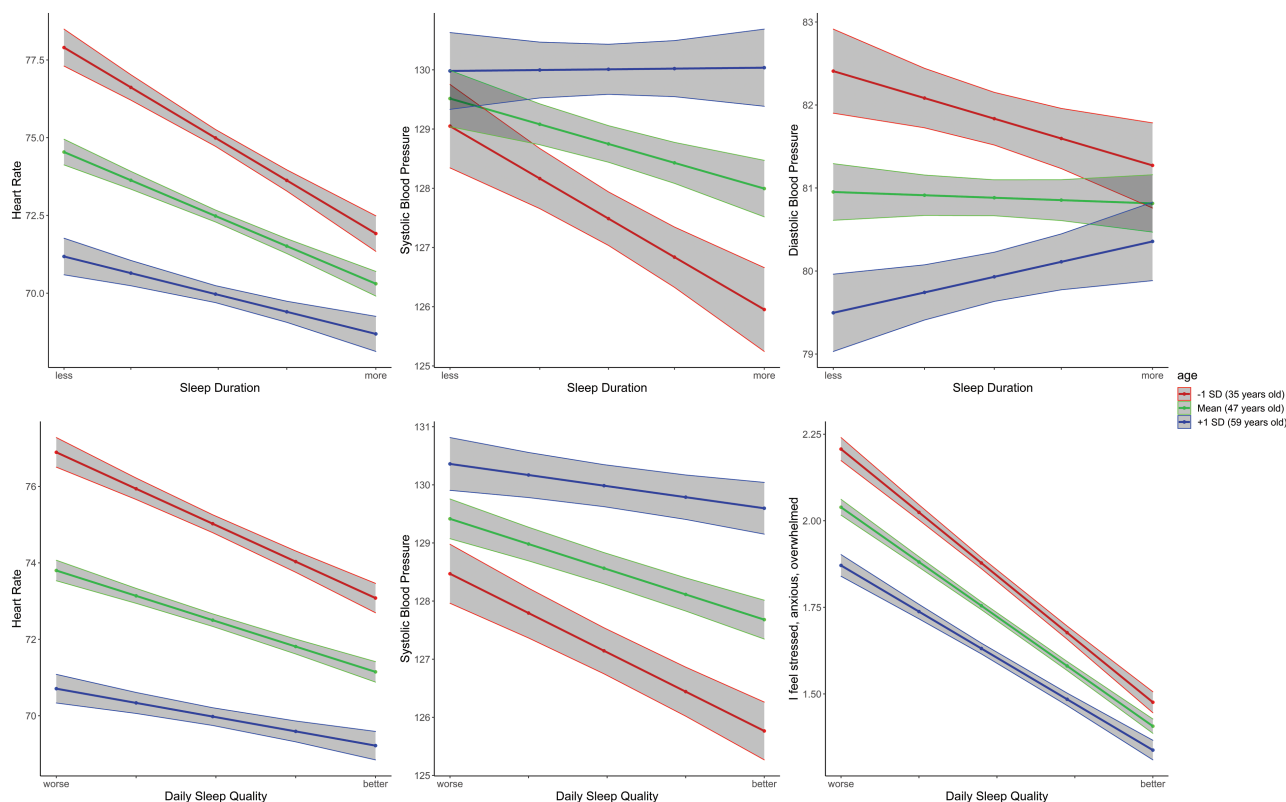 77.5
75.0
72.5
70.0
Heart Rate
less
more
Sleep Duration
130
129
128
127
126
125
Systolic Blood Pressure
less
more
Sleep Duration
83
82
81
80
79
Diastolic Blood Pressure
less
more
Sleep Duration
age
-1 SD (35 years old)
Mean (47 years old)
+1 SD (59 years old)
76
74
72
70
Heart Rate
worse
better
Daily Sleep Quality
131
130
129
128
127
126
125
Systolic Blood Pressure
worse
better
Daily Sleep Quality
2.25
2.00
1.75
1.50
I feel stressed, anxious, overwhelmed
worse
better
Daily Sleep Quality